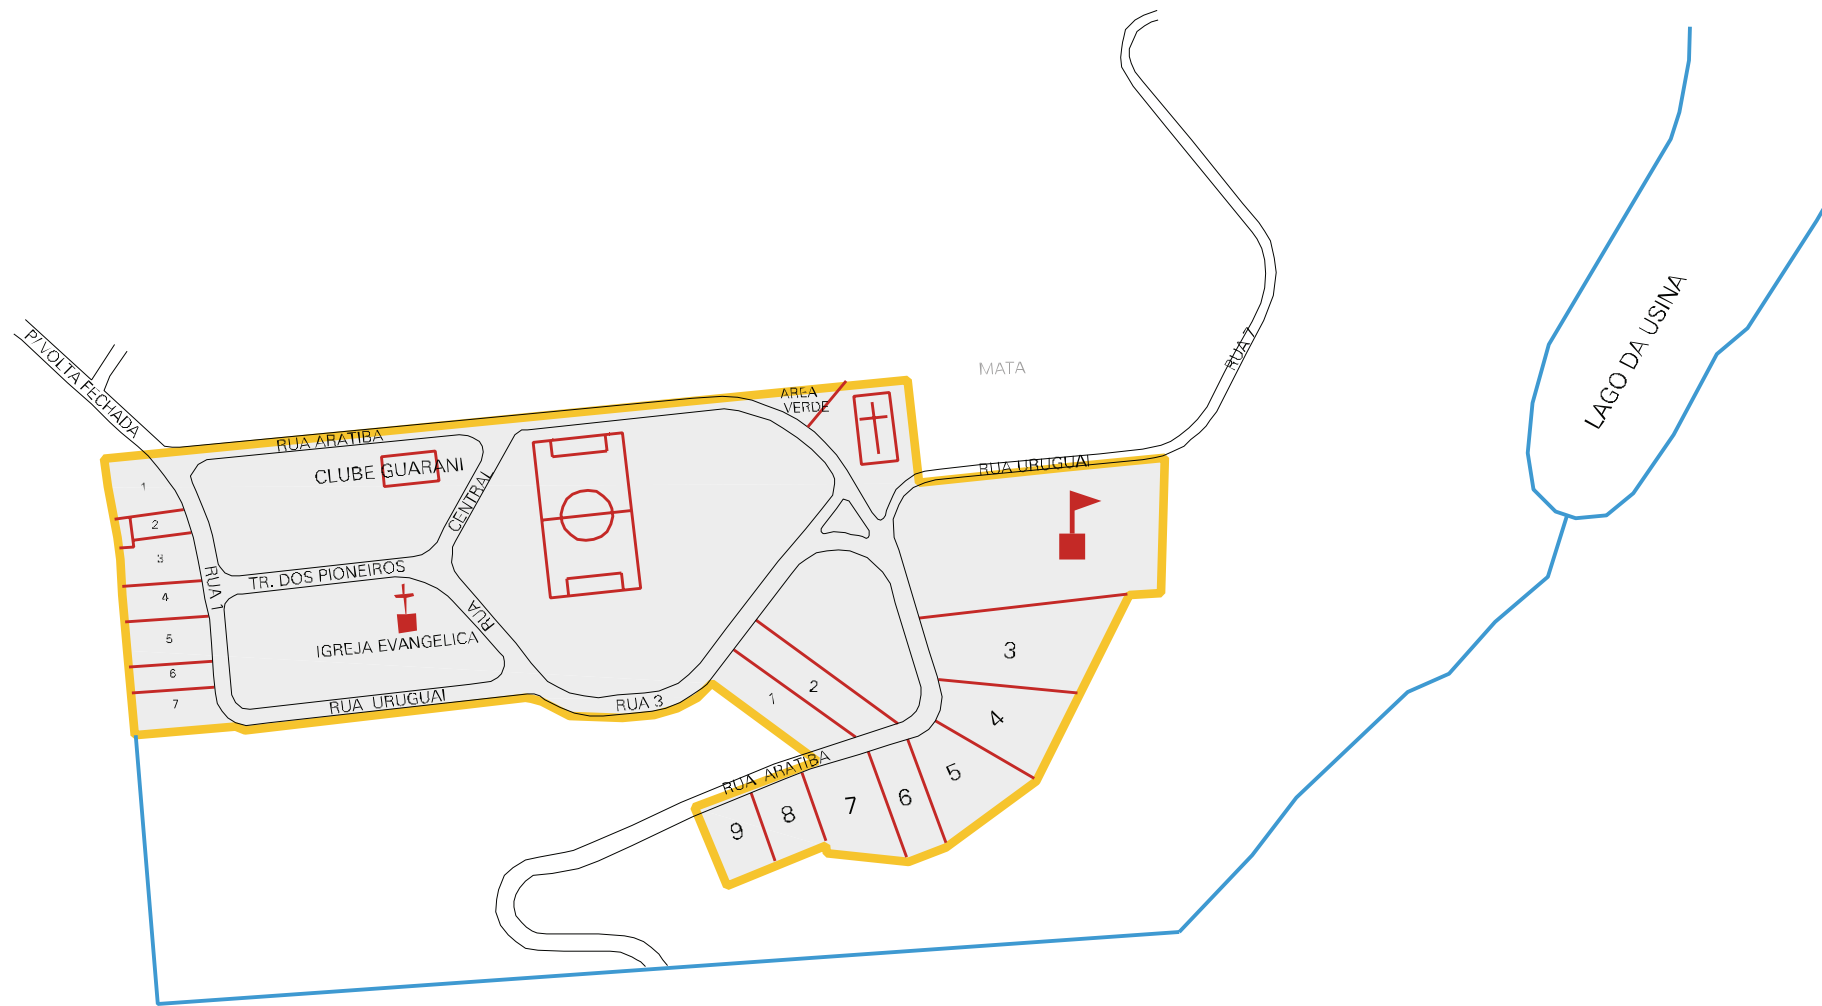 P/VOLTA FECHADA
RUA ARATIBA
AREA
VERDE
MATA
RUA 7
LAGO DA USINA
CLUBE GUARANI
CENTRAL
RUA URUGUAI
1
2
3
4
5
6
7
RUA 1
TR. DOS PIONEIROS
RUA
IGREJA EVANGELICA
RUA URUGUAI
RUA 3
1
2
3
4
5
6
7
8
9
RUA ARATIBA